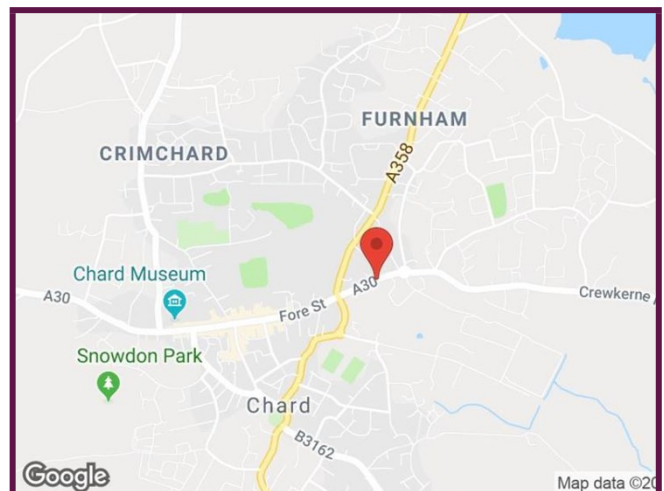 FURNHAM
CRIMCHARD
A358
Chard Museum
A30
A30
Fore St
Crewkerne
Snowdon Park
Chard
B3162
Google
Map data ©20